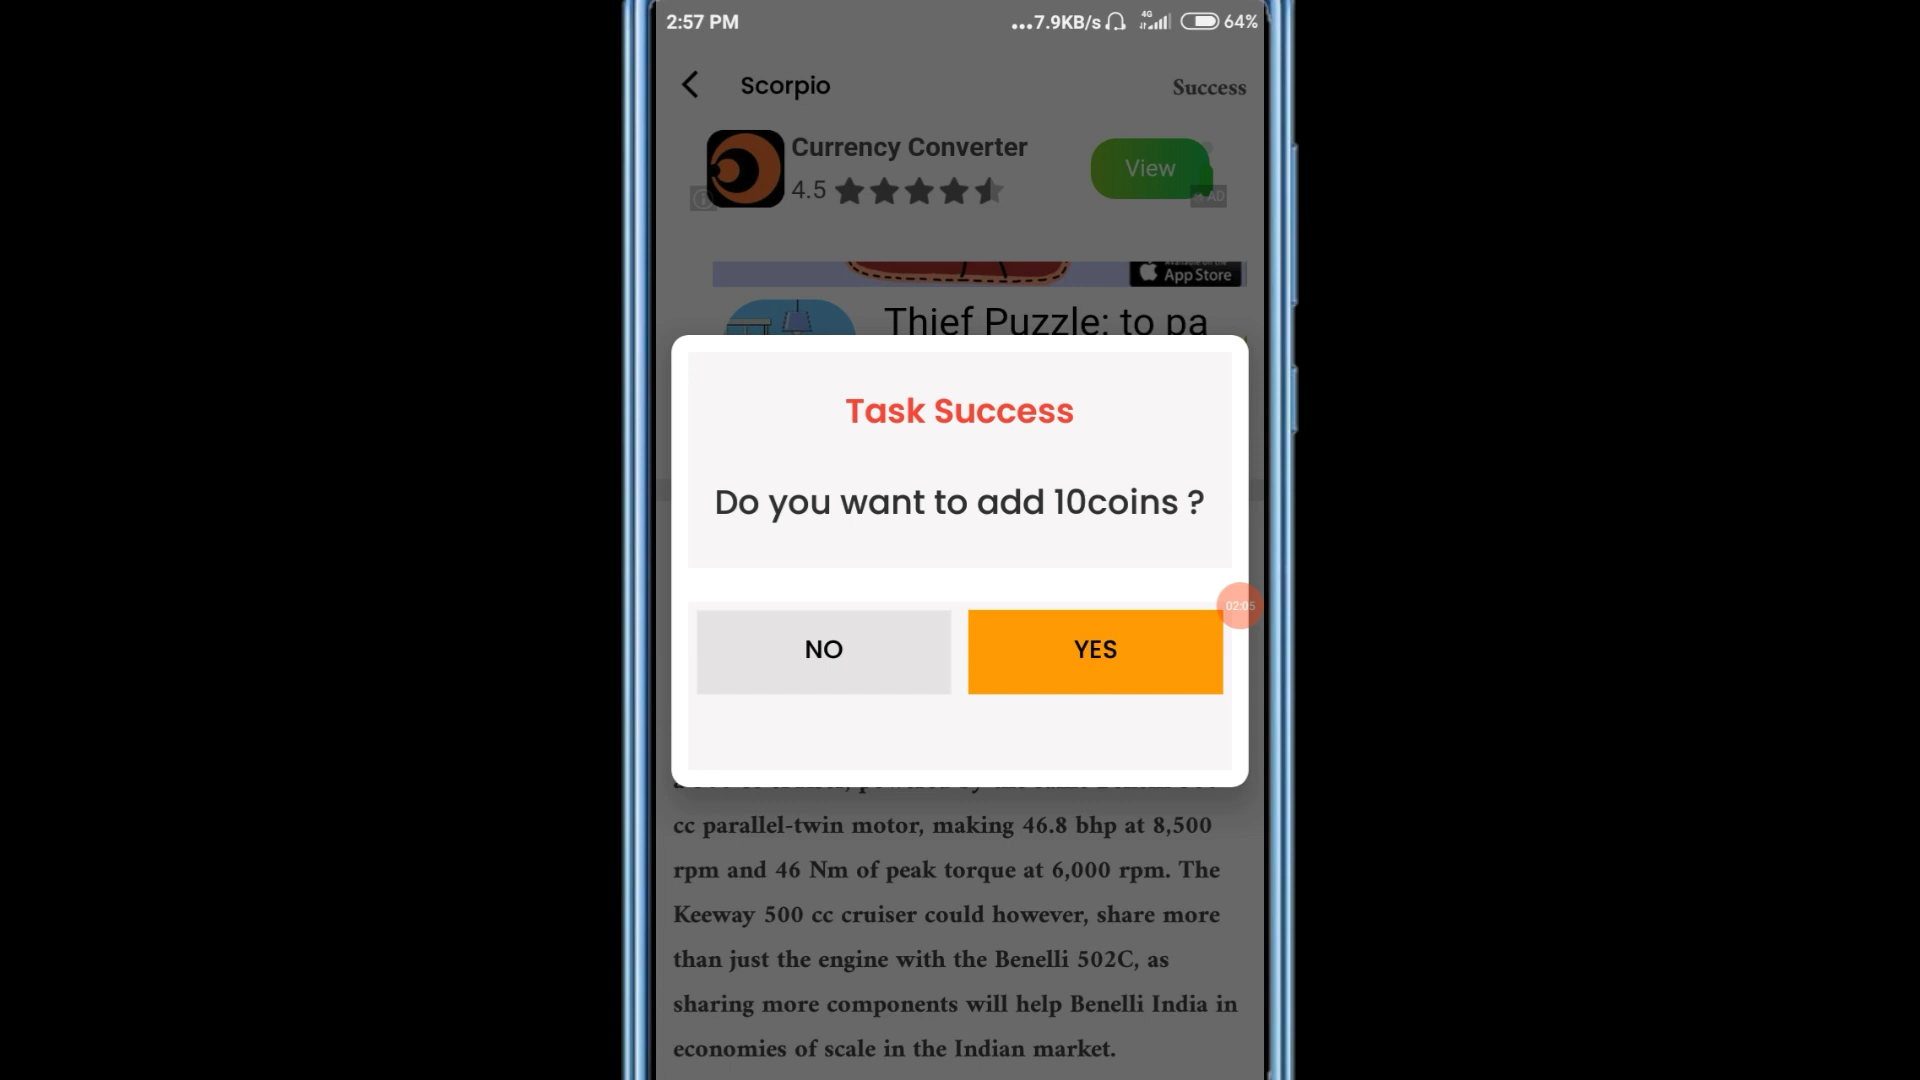 2:57 PM
...7.9KB/s 4G 64%
Scorpio
Success
Currency Converter
4.5
View
AD
App Store
Thief Puzzle: to pa
Task Success
Do you want to add 10coins ?
02:05
NO
YES
cc parallel-twin motor, making 46.8 bhp at 8,500
rpm and 46 Nm of peak torque at 6,000 rpm. The
Keeway 500 cc cruiser could however, share more
than just the engine with the Benelli 502C, as
sharing more components will help Benelli India in
economies of scale in the Indian market.